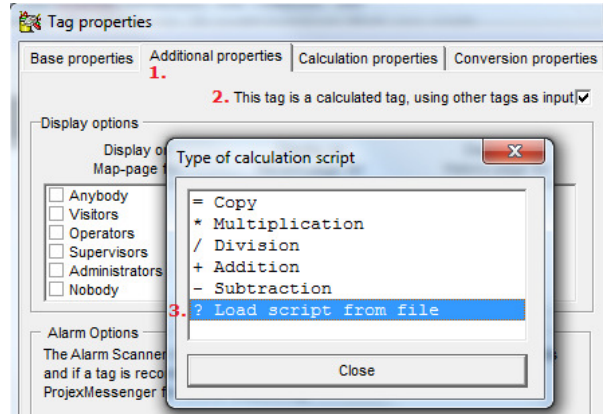 Tag properties
Base properties Additional properties Calculation properties Conversion properties
1.
2. This tag is a calculated tag, using other tags as input
Display options
Display
Map-page
Type of calculation script
Anybody
Visitors
Operators
Supervisors
Administrators
Nobody
= Copy
* Multiplication
/ Division
+ Addition
- Subtraction
3. ? Load script from file
Close
Alarm Options
The Alarm Scanner
and if a tag is
ProjexMessenger